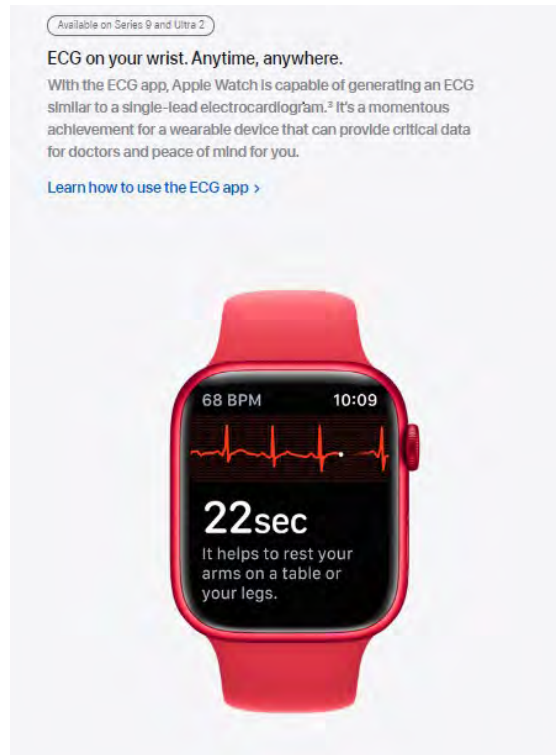 Available on Series 9 and Ultra 2
ECG on your wrist. Anytime, anywhere.
With the ECG app, Apple Watch is capable of generating an ECG
similar to a single-lead electrocardiogram.³ It's a momentous
achievement for a wearable device that can provide critical data
for doctors and peace of mind for you.
Learn how to use the ECG app >
68 BPM 10:09
22sec
It helps to rest your
arms on a table or
your legs.